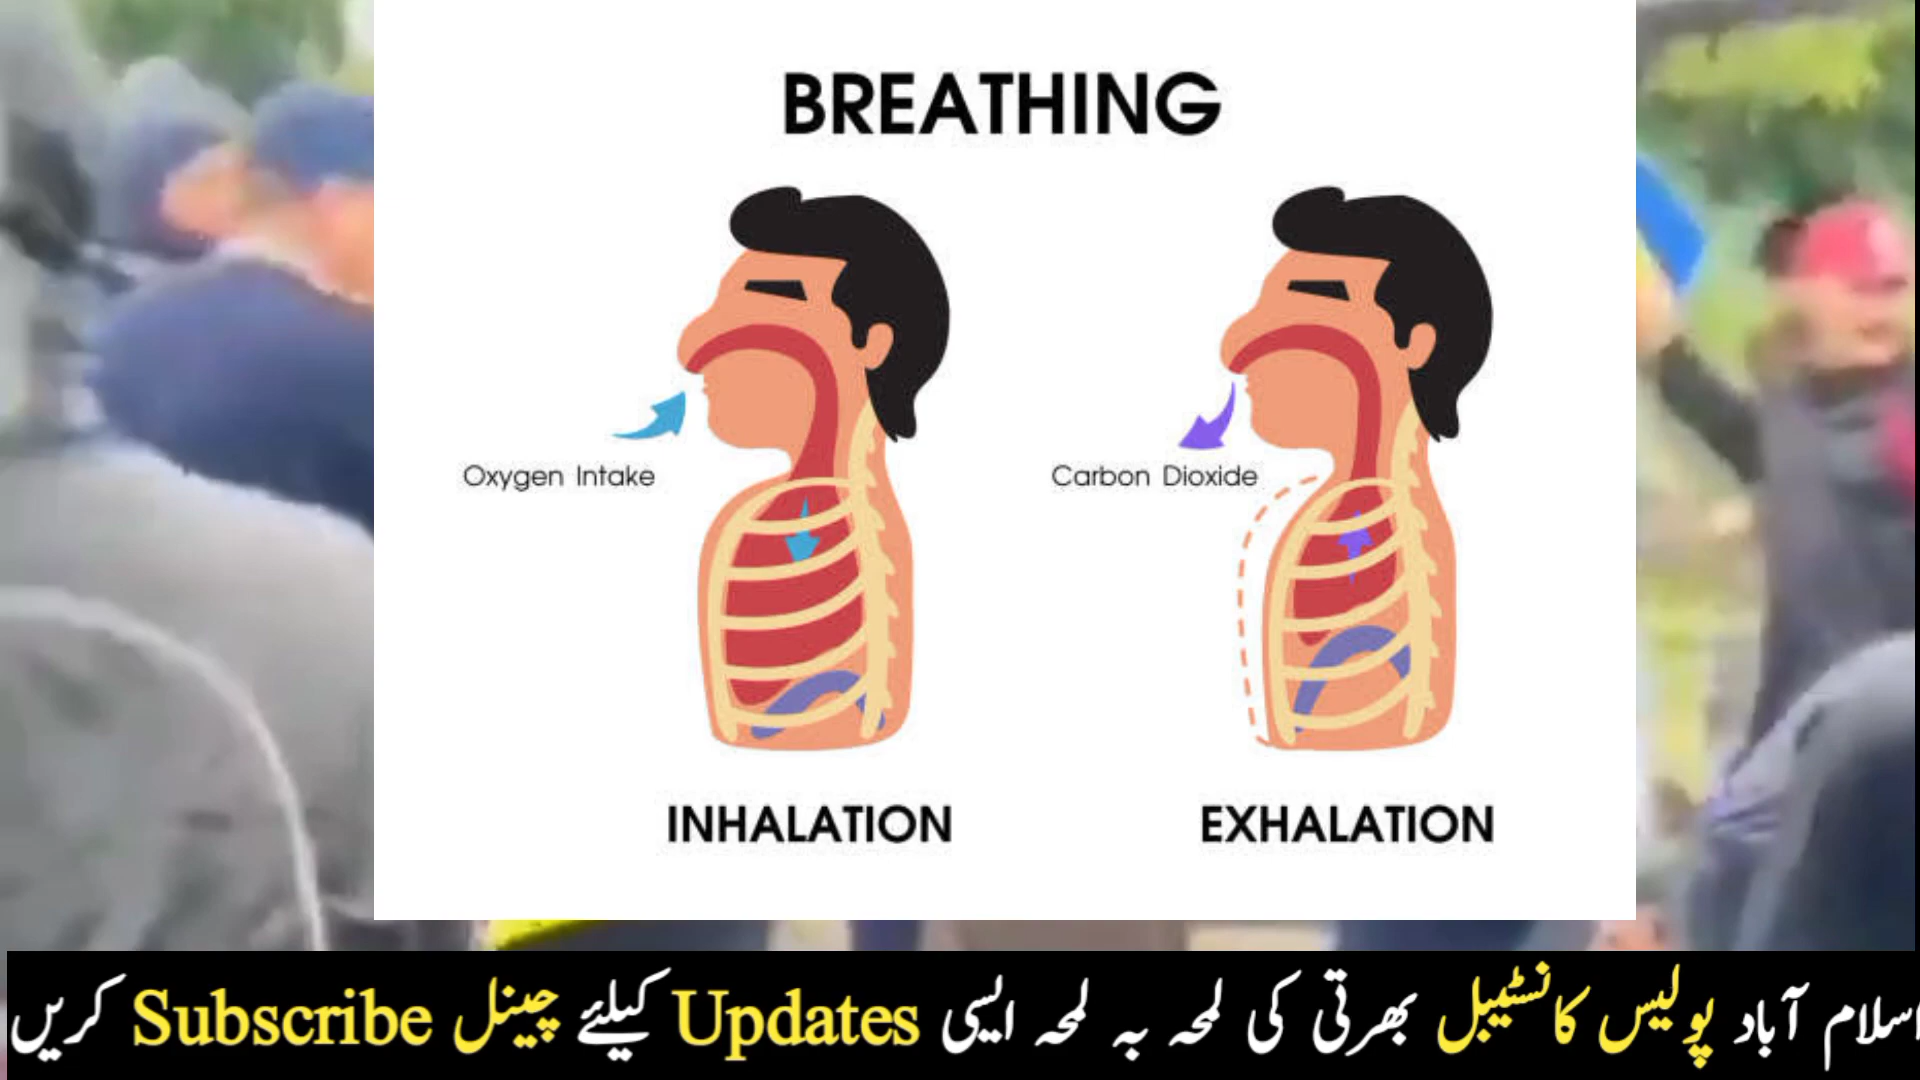 BREATHING
Oxygen Intake
Carbon Dioxide
INHALATION
EXHALATION
اسلام آباد پولیس کانسٹیبل بھرتی کی لمحہ بہ لمحہ ایسی Updates کیلئے چینل Subscribe کریں